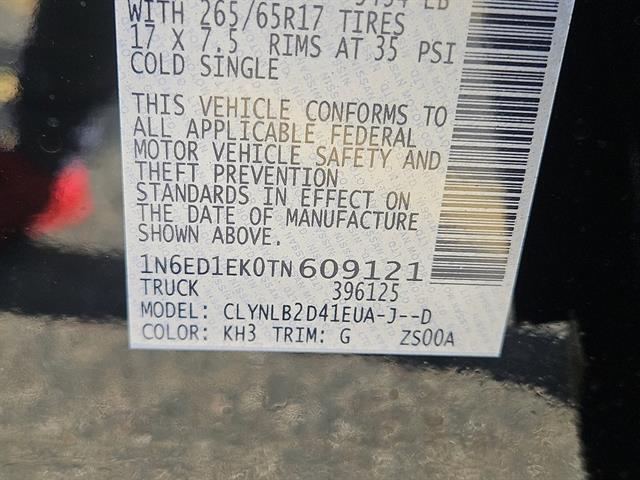 WITH 265/65R17 TIRES
17 X 7.5 RIMS AT 35 PSI
COLD SINGLE
THIS VEHICLE CONFORMS TO
ALL APPLICABLE FEDERAL
MOTOR VEHICLE SAFETY AND
THEFT PREVENTION
STANDARDS IN EFFECT ON
THE DATE OF MANUFACTURE
SHOWN ABOVE.
1N6ED1EK0TN609121
TRUCK 396125
MODEL: CLYNLB2D41EUA-J--D
COLOR: KH3 TRIM: G ZS00A